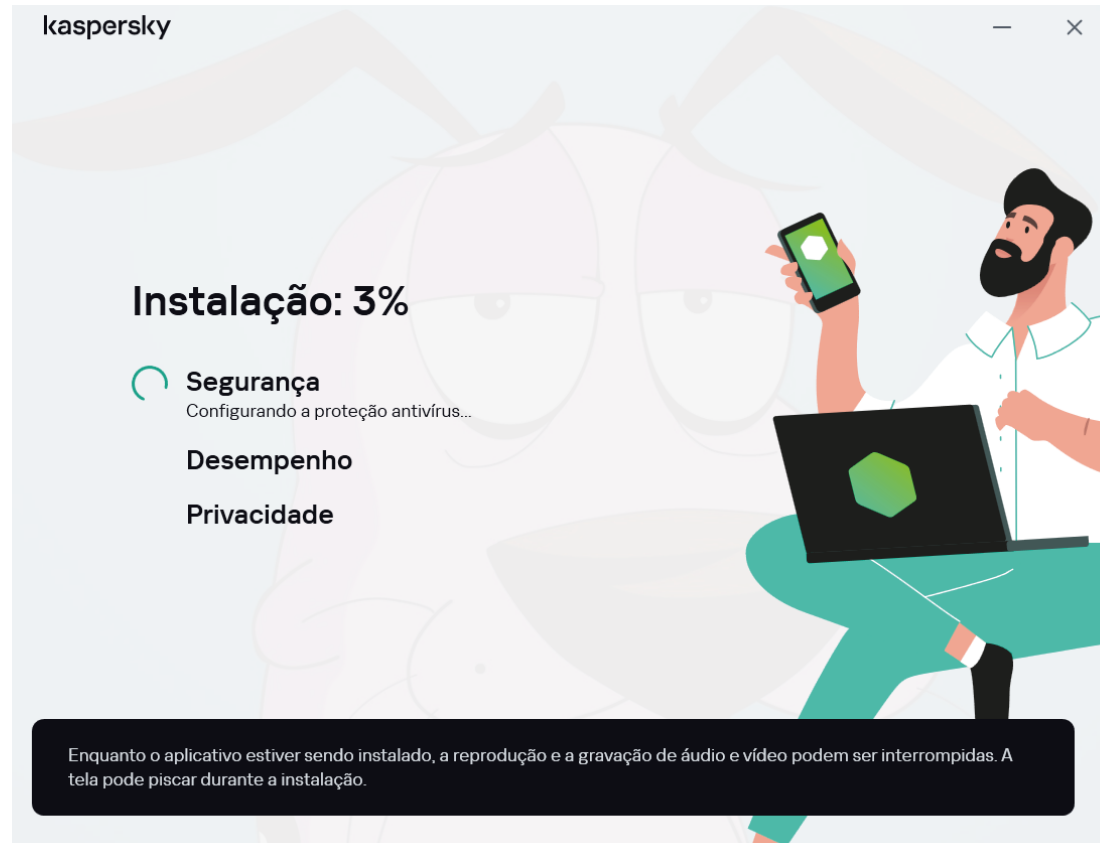 kaspersky
Instalação: 3%
Segurança
Configurando a proteção antivírus...
Desempenho
Privacidade
Enquanto o aplicativo estiver sendo instalado, a reprodução e a gravação de áudio e vídeo podem ser interrompidas. A
tela pode piscar durante a instalação.